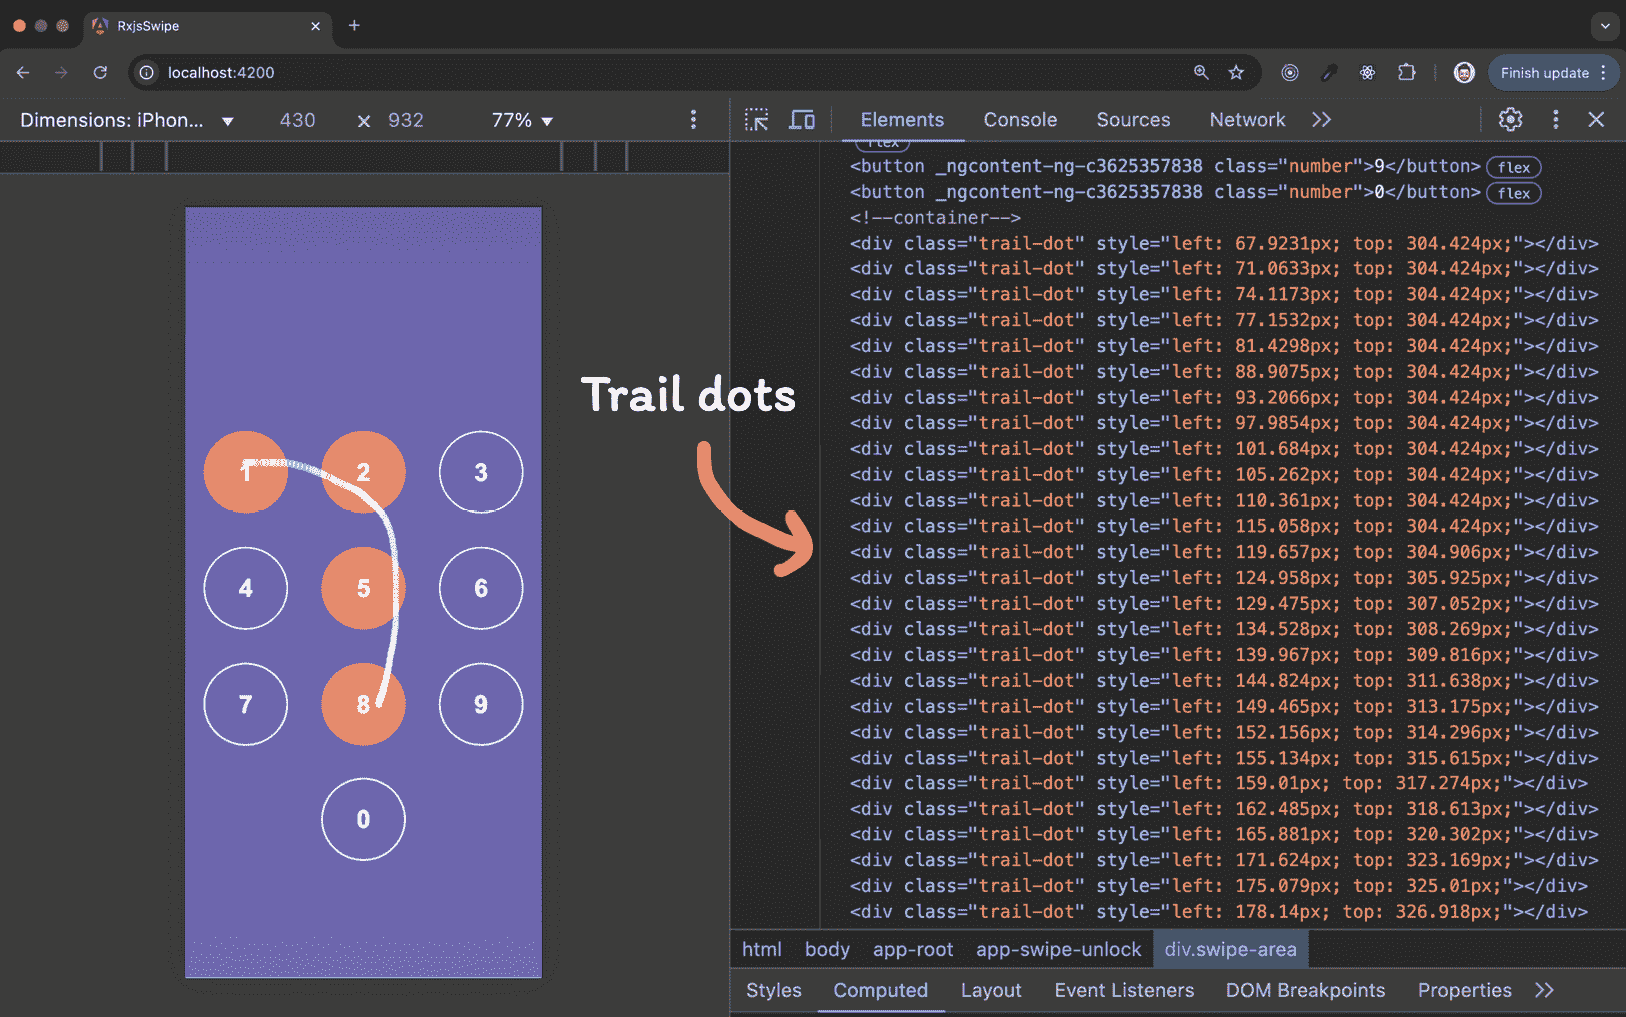 RxjsSwipe
localhost:4200
Finish update
Dimensions: iPhon... 430 × 932 77%
Elements Console Sources Network
1 2 3
4 5 6
7 8 9
0
Trail dots
flex
<button _ngcontent-ng-c3625357838 class="number">9</button> flex
<button _ngcontent-ng-c3625357838 class="number">0</button> flex
<!--container-->
<div class="trail-dot" style="left: 67.9231px; top: 304.424px;"></div>
<div class="trail-dot" style="left: 71.0633px; top: 304.424px;"></div>
<div class="trail-dot" style="left: 74.1173px; top: 304.424px;"></div>
<div class="trail-dot" style="left: 77.1532px; top: 304.424px;"></div>
<div class="trail-dot" style="left: 81.4298px; top: 304.424px;"></div>
<div class="trail-dot" style="left: 88.9075px; top: 304.424px;"></div>
<div class="trail-dot" style="left: 93.2066px; top: 304.424px;"></div>
<div class="trail-dot" style="left: 97.9854px; top: 304.424px;"></div>
<div class="trail-dot" style="left: 101.684px; top: 304.424px;"></div>
<div class="trail-dot" style="left: 105.262px; top: 304.424px;"></div>
<div class="trail-dot" style="left: 110.361px; top: 304.424px;"></div>
<div class="trail-dot" style="left: 115.058px; top: 304.424px;"></div>
<div class="trail-dot" style="left: 119.657px; top: 304.906px;"></div>
<div class="trail-dot" style="left: 124.958px; top: 305.925px;"></div>
<div class="trail-dot" style="left: 129.475px; top: 307.052px;"></div>
<div class="trail-dot" style="left: 134.528px; top: 308.269px;"></div>
<div class="trail-dot" style="left: 139.967px; top: 309.816px;"></div>
<div class="trail-dot" style="left: 144.824px; top: 311.638px;"></div>
<div class="trail-dot" style="left: 149.465px; top: 313.175px;"></div>
<div class="trail-dot" style="left: 152.156px; top: 314.296px;"></div>
<div class="trail-dot" style="left: 155.134px; top: 315.615px;"></div>
<div class="trail-dot" style="left: 159.01px; top: 317.274px;"></div>
<div class="trail-dot" style="left: 162.485px; top: 318.613px;"></div>
<div class="trail-dot" style="left: 165.881px; top: 320.302px;"></div>
<div class="trail-dot" style="left: 171.624px; top: 323.169px;"></div>
<div class="trail-dot" style="left: 175.079px; top: 325.01px;"></div>
<div class="trail-dot" style="left: 178.14px; top: 326.918px;"></div>
html body app-root app-swipe-unlock div.swipe-area
Styles Computed Layout Event Listeners DOM Breakpoints Properties